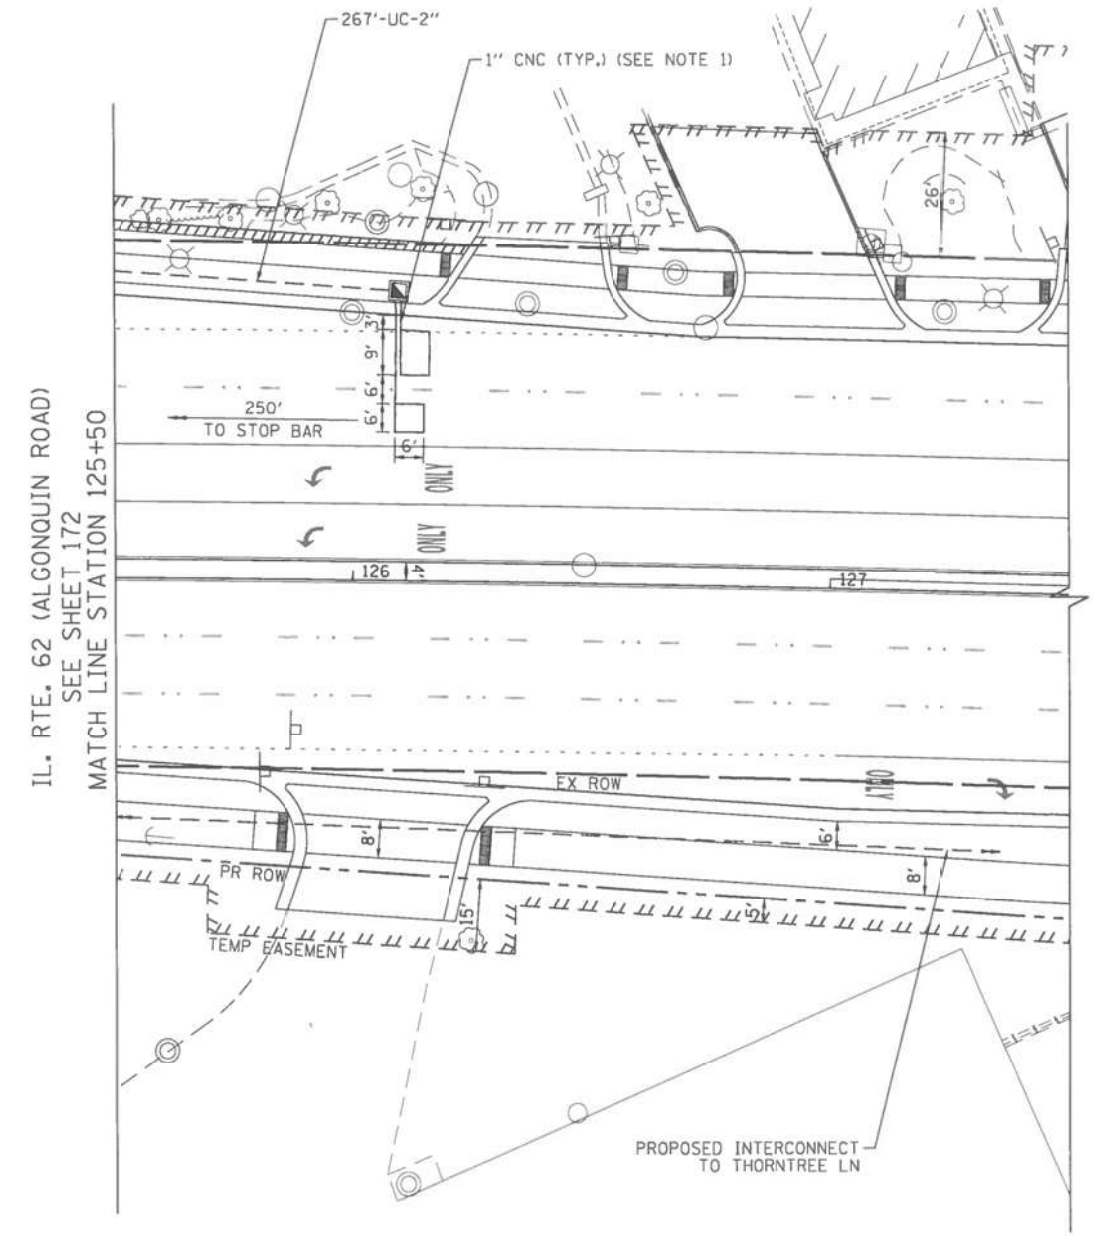 267'-UC-2"
1" CNC (TYP.) (SEE NOTE 1)
26'
3'
9'
6'
6'
6'
250'
TO STOP BAR
ONLY
ONLY
126
4'
127
IL. RTE. 62 (ALGONQUIN ROAD)
SEE SHEET 172
MATCH LINE STATION 125+50
EX ROW
ONLY
8'
6'
8'
PR ROW
15'
5'
TEMP EASEMENT
PROPOSED INTERCONNECT
TO THORNTREE LN